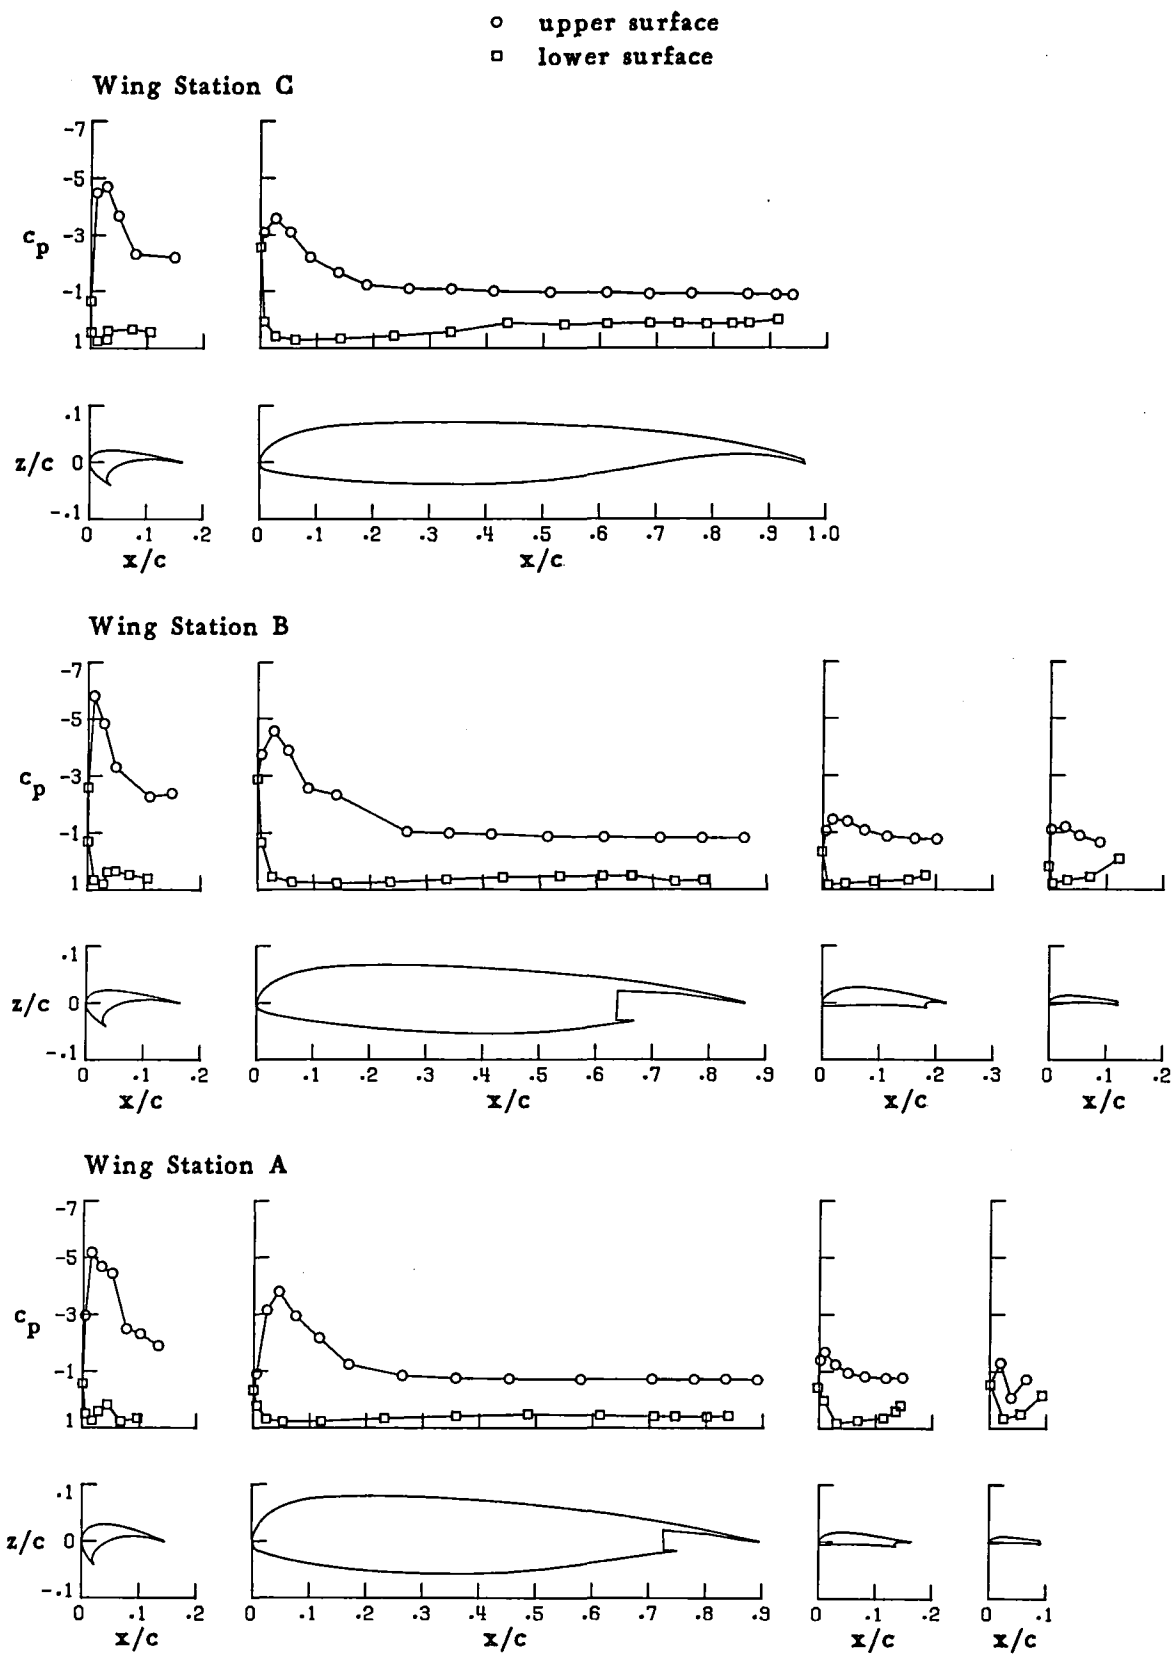 upper surface
lower surface
Wing Station C
-7
-5
-3
-1
1
cp
.1
0
-.1
z/c
0 .1 .2
x/c
0 .1 .2 .3 .4 .5 .6 .7 .8 .9 1.0
x/c
Wing Station B
-7
-5
-3
-1
1
cp
.1
0
-.1
z/c
0 .1 .2
x/c
0 .1 .2 .3 .4 .5 .6 .7 .8 .9
x/c
0 .1 .2 .3
x/c
0 .1 .2
x/c
Wing Station A
-7
-5
-3
-1
1
cp
.1
0
-.1
z/c
0 .1 .2
x/c
0 .1 .2 .3 .4 .5 .6 .7 .8 .9
x/c
0 .1 .2
x/c
0 .1
x/c